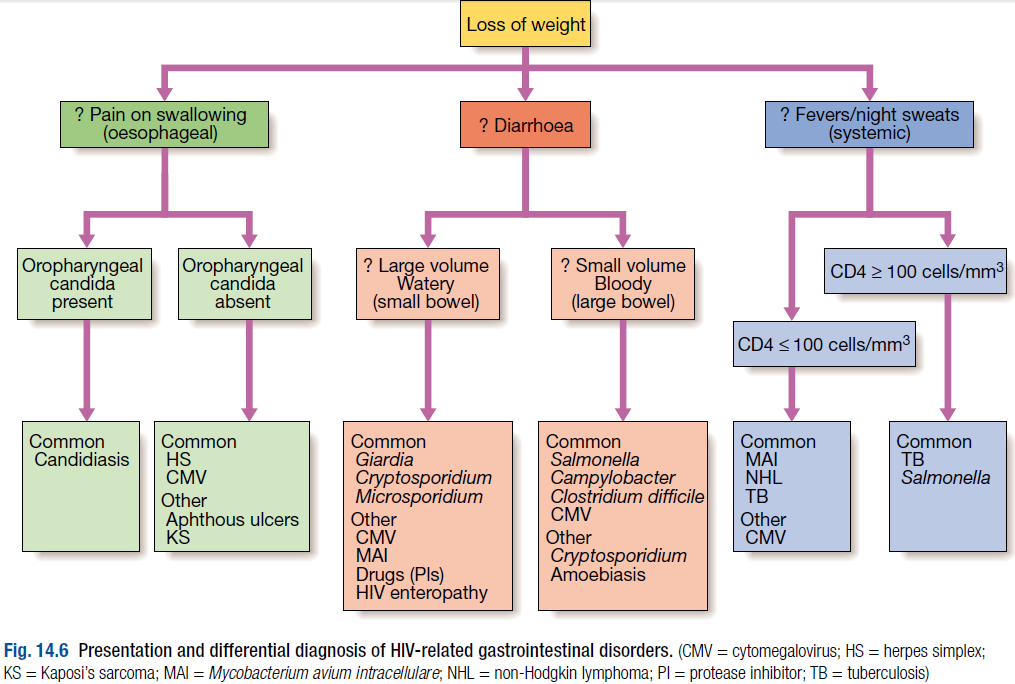 Loss of weight
? Pain on swallowing
(oesophageal)
? Diarrhoea
? Fevers/night sweats
(systemic)
Oropharyngeal
candida
present
Oropharyngeal
candida
absent
? Large volume
Watery
(small bowel)
? Small volume
Bloody
(large bowel)
CD4 ≥ 100 cells/mm³
CD4 ≤ 100 cells/mm³
Common
Candidiasis
Common
HS
CMV
Other
Aphthous ulcers
KS
Common
Giardia
Cryptosporidium
Microsporidium
Other
CMV
MAI
Drugs (PIs)
HIV enteropathy
Common
Salmonella
Campylobacter
Clostridium difficile
CMV
Other
Cryptosporidium
Amoebiasis
Common
MAI
NHL
TB
Other
CMV
Common
TB
Salmonella
Fig. 14.6 Presentation and differential diagnosis of HIV-related gastrointestinal disorders. (CMV = cytomegalovirus; HS = herpes simplex;
KS = Kaposi's sarcoma; MAI = Mycobacterium avium intracellulare; NHL = non-Hodgkin lymphoma; PI = protease inhibitor; TB = tuberculosis)